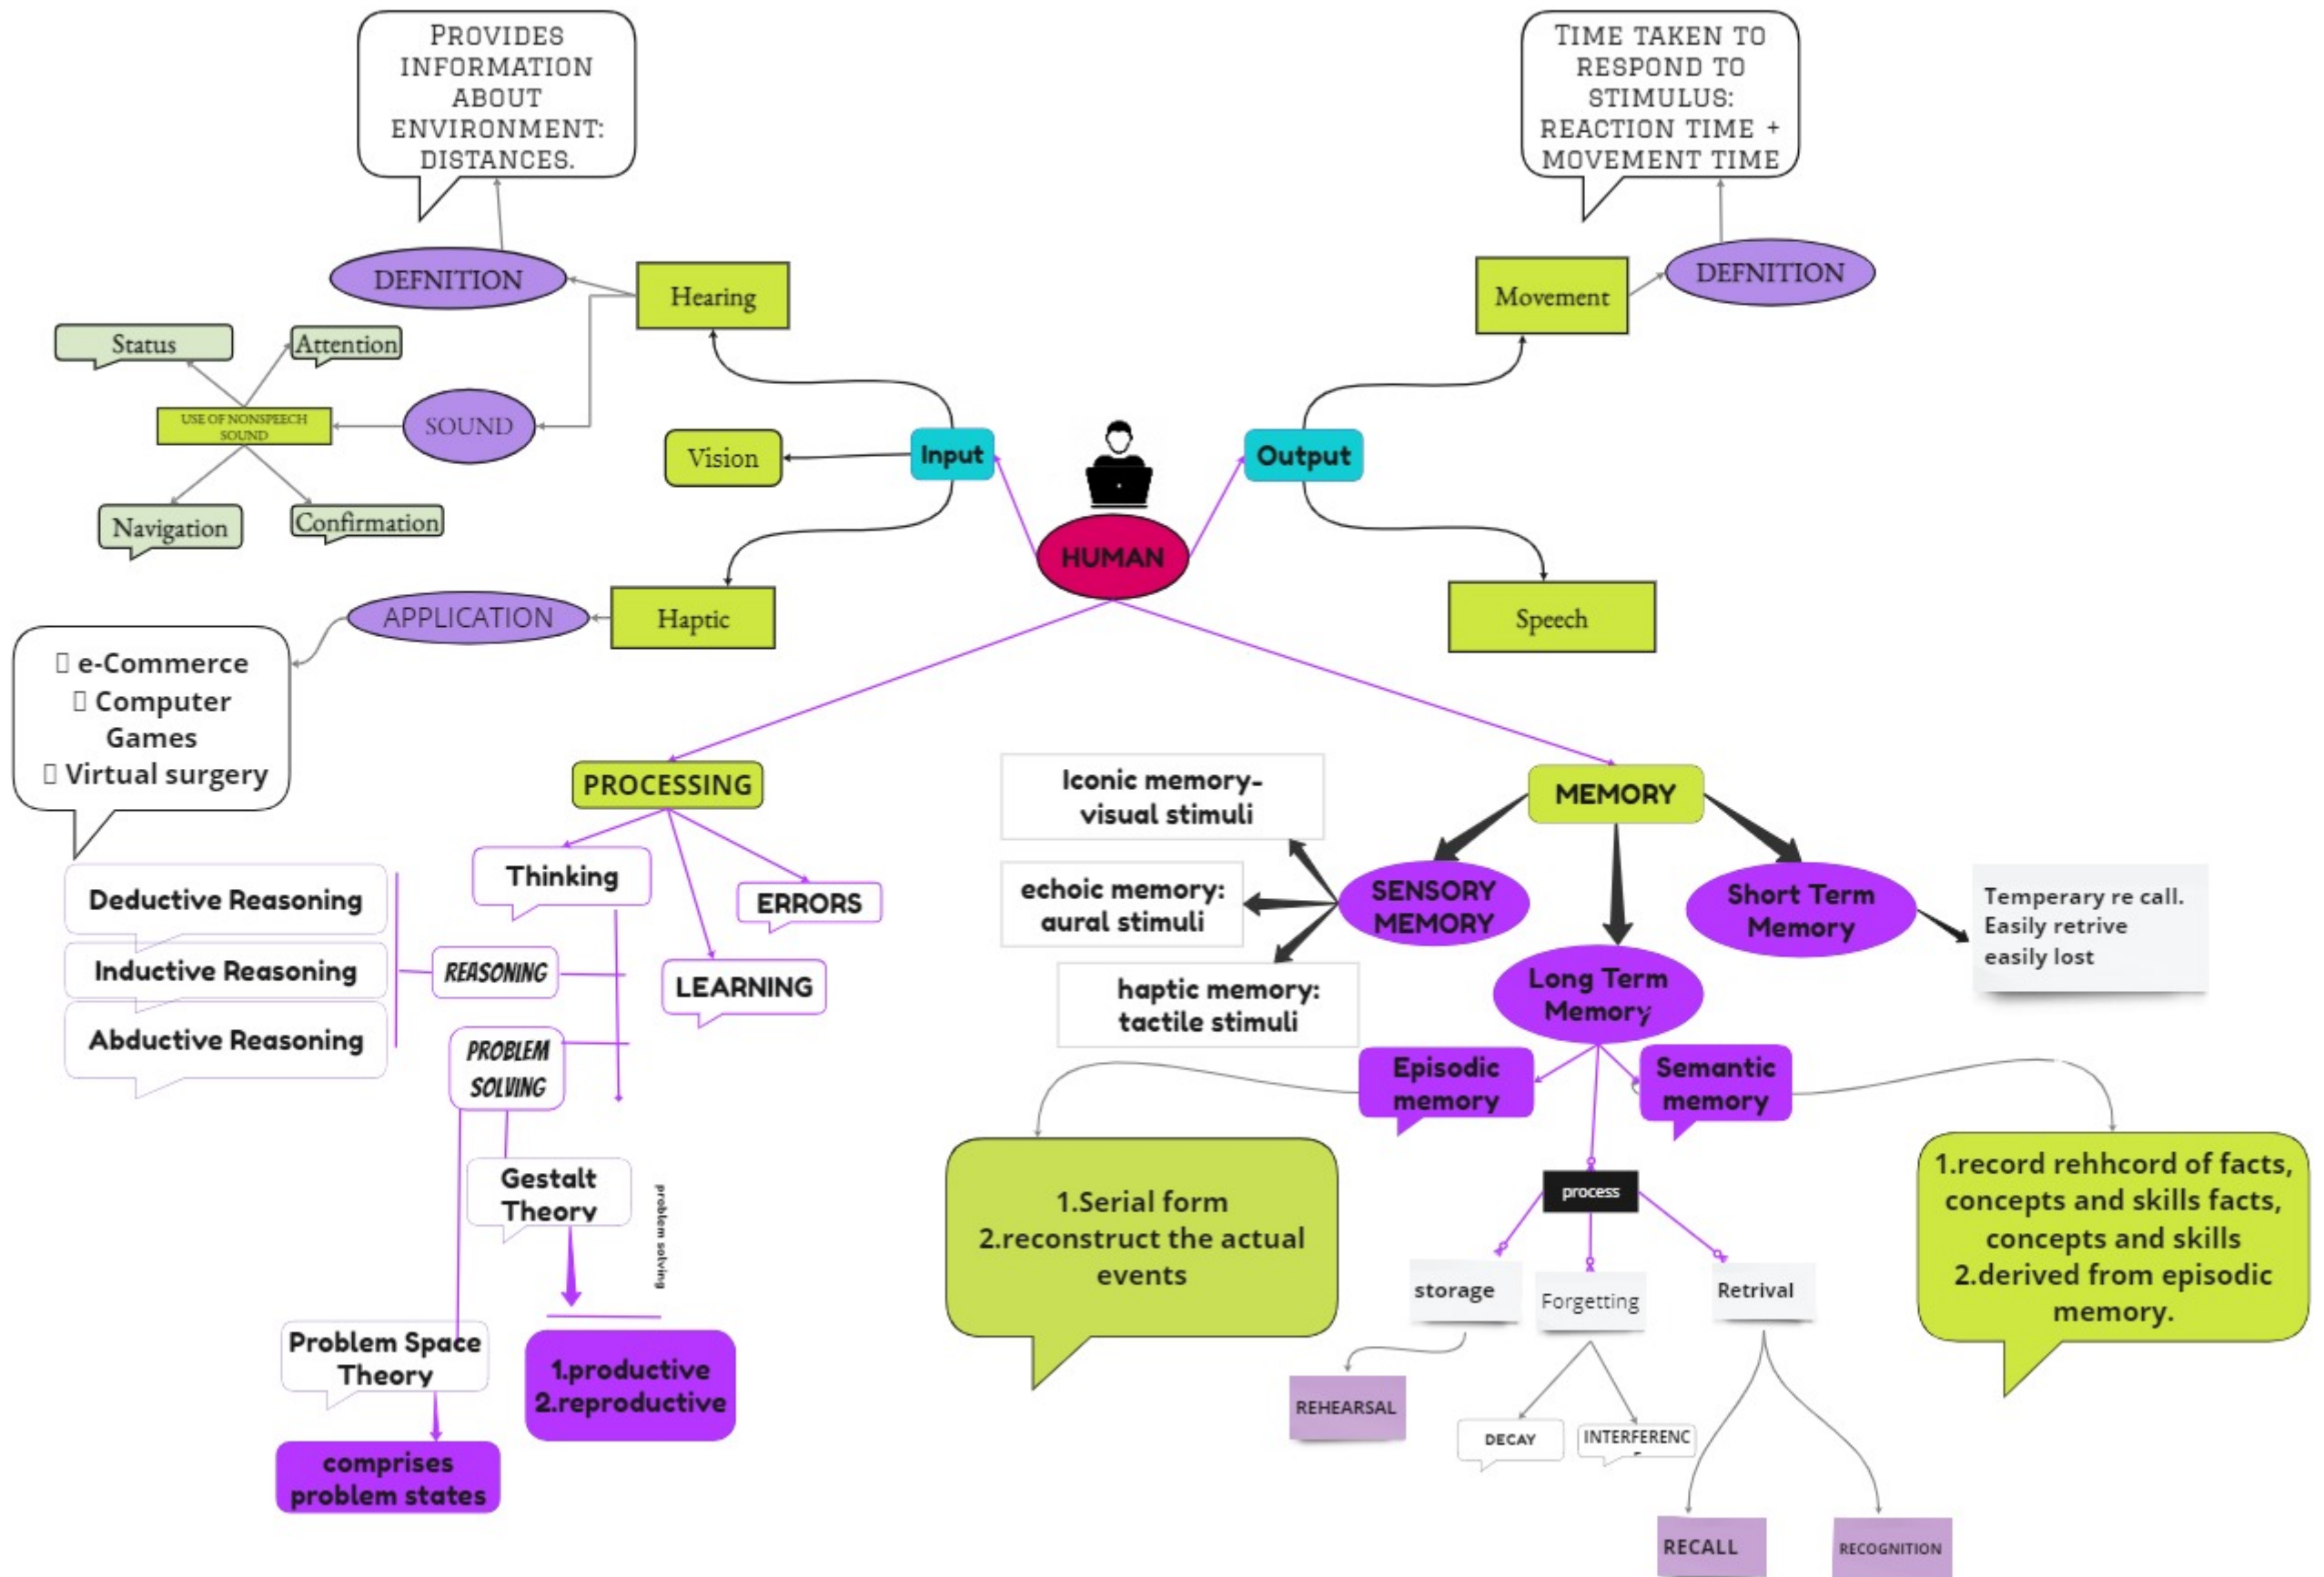 PROVIDES
INFORMATION
ABOUT
ENVIRONMENT:
DISTANCES.
TIME TAKEN TO
RESPOND TO
STIMULUS:
REACTION TIME +
MOVEMENT TIME
DEFNITION
Hearing
Movement
DEFNITION
Status
Attention
USE OF NONSPEECH
SOUND
SOUND
Vision
Input
Output
Navigation
Confirmation
HUMAN
APPLICATION
Haptic
Speech
e-Commerce
Computer
Games
Virtual surgery
PROCESSING
MEMORY
Iconic memory-
visual stimuli
Thinking
ERRORS
LEARNING
Deductive Reasoning
Inductive Reasoning
Abductive Reasoning
REASONING
PROBLEM
SOLVING
echoic memory:
aural stimuli
haptic memory:
tactile stimuli
SENSORY
MEMORY
Short Term
Memory
Temperary re call.
Easily retrive
easily lost
Long Term
Memory
Episodic
memory
Semantic
memory
Gestalt
Theory
problem solving
process
1.Serial form
2.reconstruct the actual
events
1.record rehhcord of facts,
concepts and skills facts,
concepts and skills
2.derived from episodic
memory.
storage
Forgetting
Retrival
Problem Space
Theory
1.productive
2.reproductive
REHEARSAL
DECAY
INTERFERENC
comprises
problem states
RECALL
RECOGNITION